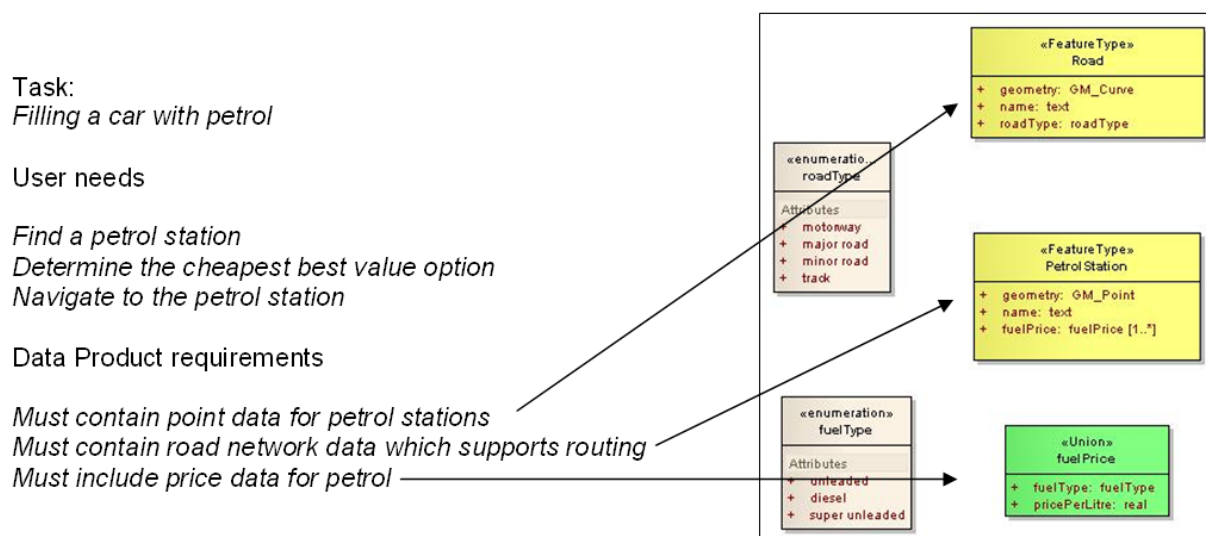 Task:
Filling a car with petrol
User needs
Find a petrol station
Determine the cheapest best value option
Navigate to the petrol station
Data Product requirements
Must contain point data for petrol stations
Must contain road network data which supports routing
Must include price data for petrol
«enumeratio...
roadType
Attributes
+ motorway
+ major road
+ minor road
+ track
«enumeration»
fuelType
Attributes
+ unleaded
+ diesel
+ super unleaded
«FeatureType»
Road
+ geometry: GM_Curve
+ name: text
+ roadType: roadType
«FeatureType»
PetrolStation
+ geometry: GM_Point
+ name: text
+ fuelPrice: fuelPrice [1..*]
«Union»
fuelPrice
+ fuelType: fuelType
+ pricePerLitre: real